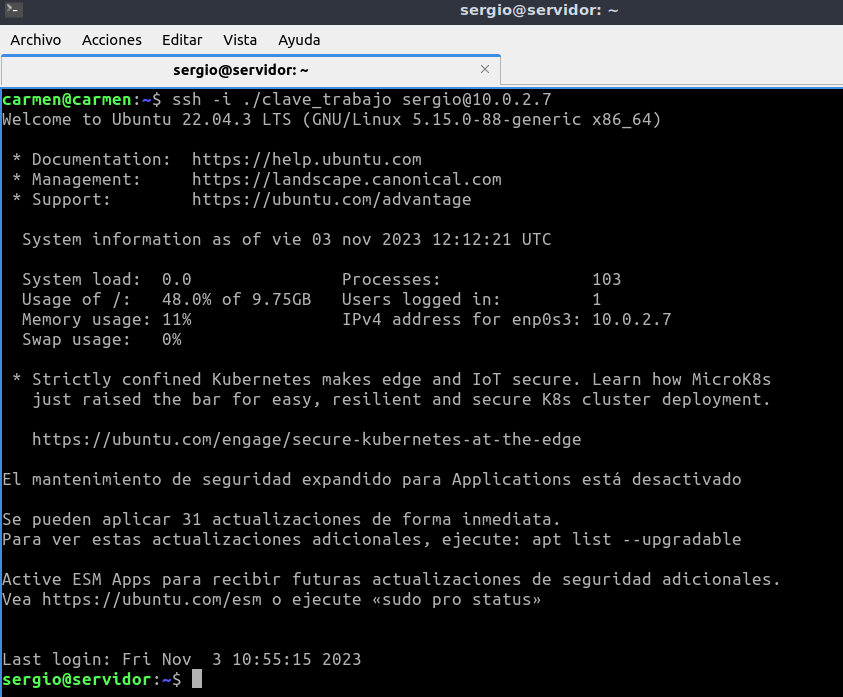 sergio@servidor: ~
Archivo Acciones Editar Vista Ayuda
sergio@servidor: ~
carmen@carmen:~$ ssh -i ./clave_trabajo sergio@10.0.2.7
Welcome to Ubuntu 22.04.3 LTS (GNU/Linux 5.15.0-88-generic x86_64)
* Documentation: https://help.ubuntu.com
* Management: https://landscape.canonical.com
* Support: https://ubuntu.com/advantage
System information as of vie 03 nov 2023 12:12:21 UTC
System load: 0.0 Processes: 103
Usage of /: 48.0% of 9.75GB Users logged in: 1
Memory usage: 11% IPv4 address for enp0s3: 10.0.2.7
Swap usage: 0%
* Strictly confined Kubernetes makes edge and IoT secure. Learn how MicroK8s
just raised the bar for easy, resilient and secure K8s cluster deployment.
https://ubuntu.com/engage/secure-kubernetes-at-the-edge
El mantenimiento de seguridad expandido para Applications está desactivado
Se pueden aplicar 31 actualizaciones de forma inmediata.
Para ver estas actualizaciones adicionales, ejecute: apt list --upgradable
Active ESM Apps para recibir futuras actualizaciones de seguridad adicionales.
Vea https://ubuntu.com/esm o ejecute «sudo pro status»
Last login: Fri Nov  3 10:55:15 2023
sergio@servidor:~$